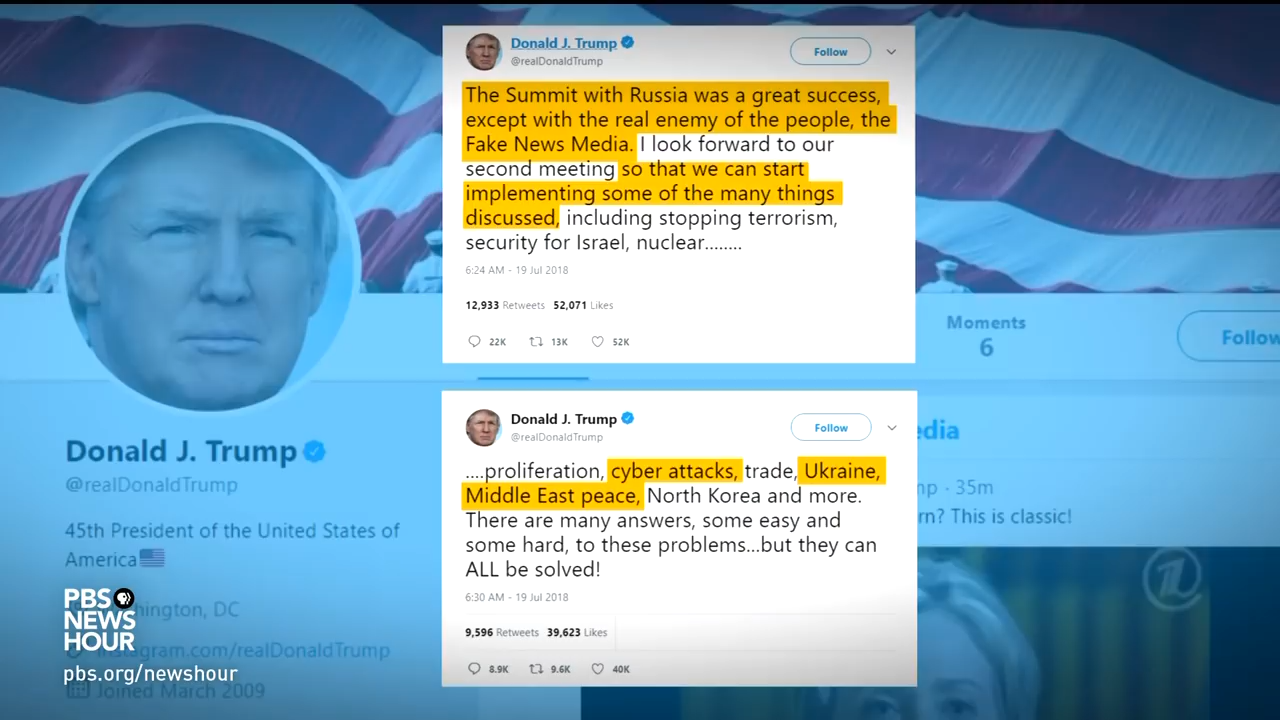 Donald J. Trump
@realDonaldTrump
Follow
The Summit with Russia was a great success,
except with the real enemy of the people, the
Fake News Media. I look forward to our
second meeting so that we can start
implementing some of the many things
discussed, including stopping terrorism,
security for Israel, nuclear........
6:24 AM - 19 Jul 2018
12,933 Retweets 52,071 Likes
22K 13K 52K
Donald J. Trump
@realDonaldTrump
Follow
....proliferation, cyber attacks, trade, Ukraine,
Middle East peace, North Korea and more.
There are many answers, some easy and
some hard, to these problems...but they can
ALL be solved!
6:30 AM - 19 Jul 2018
9,596 Retweets 39,623 Likes
8.9K 9.6K 40K
Donald J. Trump
@realDonaldTrump
45th President of the United States of
America
hington, DC
instagram.com/realDonaldTrump
Joined March 2009
PBS
NEWS
HOUR
pbs.org/newshour
Moments
6
Follow
edia
mp · 35m
rn? This is classic!